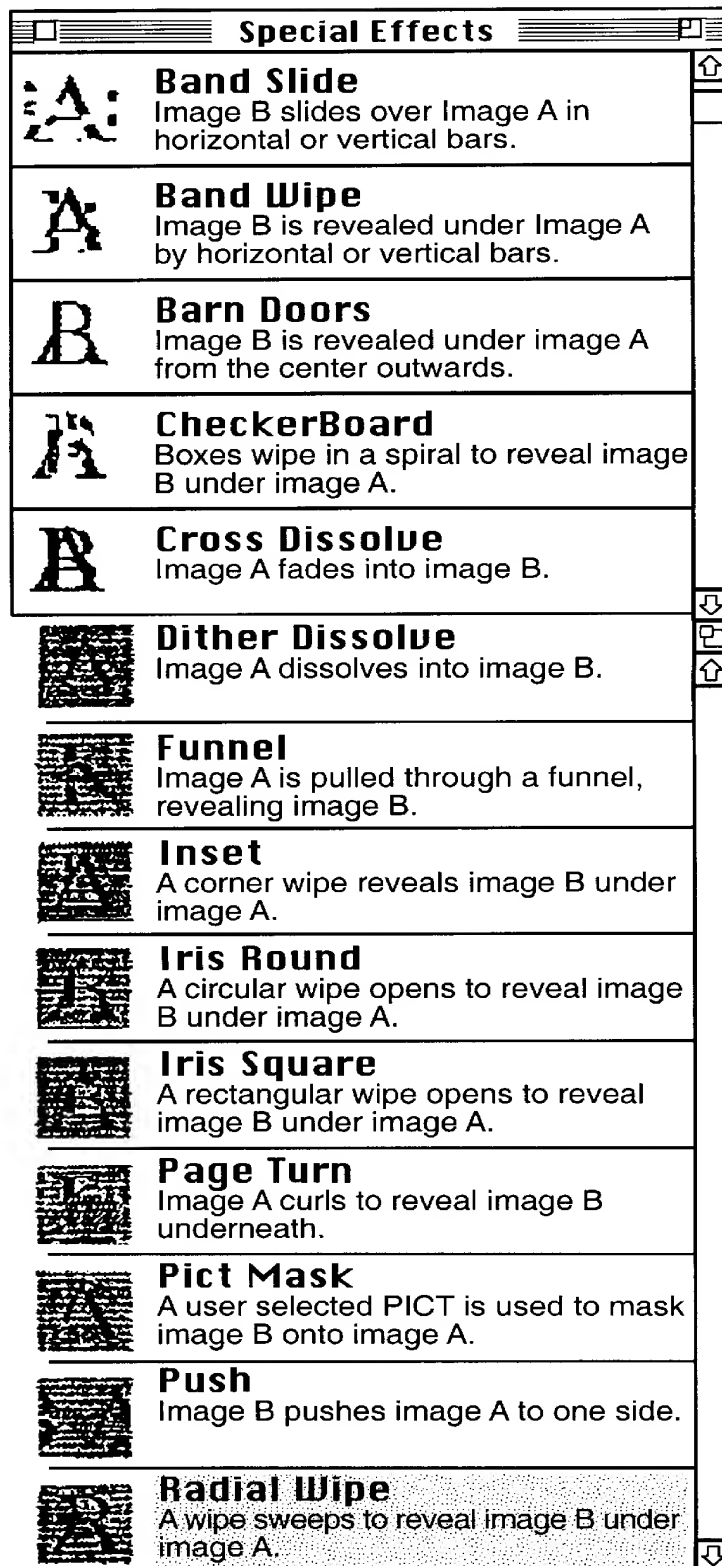 Special Effects
Band Slide
Image B slides over Image A in
horizontal or vertical bars.
Band Wipe
Image B is revealed under Image A
by horizontal or vertical bars.
Barn Doors
Image B is revealed under image A
from the center outwards.
CheckerBoard
Boxes wipe in a spiral to reveal image
B under image A.
Cross Dissolve
Image A fades into image B.
Dither Dissolve
Image A dissolves into image B.
Funnel
Image A is pulled through a funnel,
revealing image B.
Inset
A corner wipe reveals image B under
image A.
Iris Round
A circular wipe opens to reveal image
B under image A.
Iris Square
A rectangular wipe opens to reveal
image B under image A.
Page Turn
Image A curls to reveal image B
underneath.
Pict Mask
A user selected PICT is used to mask
image B onto image A.
Push
Image B pushes image A to one side.
Radial Wipe
A wipe sweeps to reveal image B under
image A.